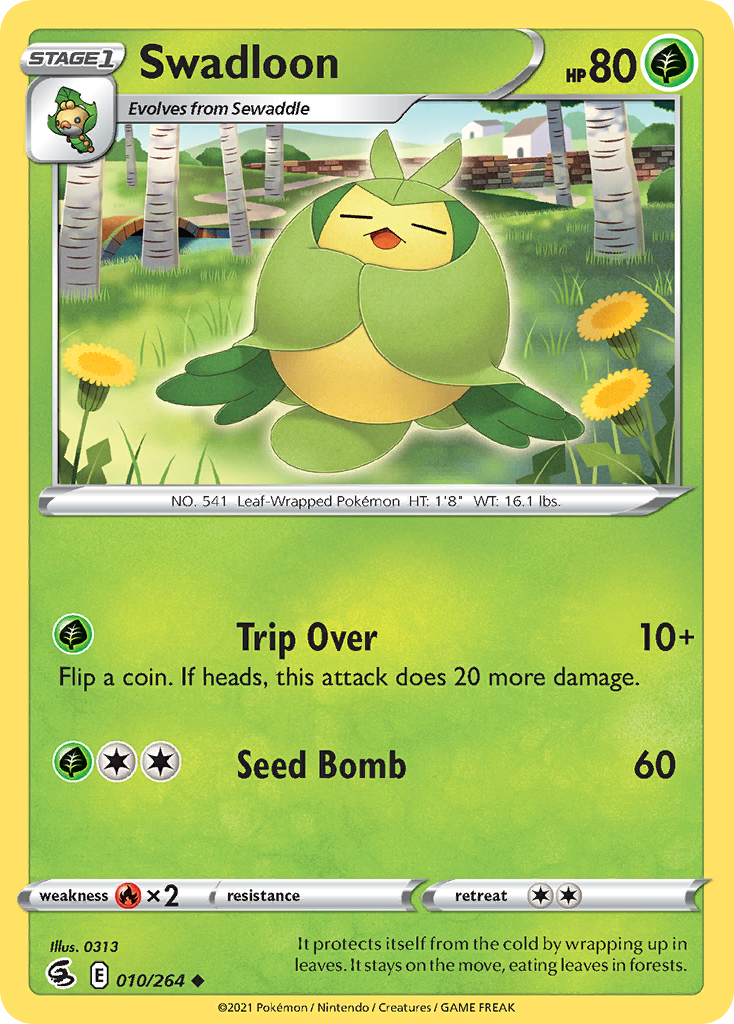 STAGE1
Swadloon
HP80
Evolves from Sewaddle
NO. 541 Leaf-Wrapped Pokémon HT: 1'8" WT: 16.1 lbs.
Trip Over 10+
Flip a coin. If heads, this attack does 20 more damage.
Seed Bomb 60
weakness ×2 resistance retreat
Illus. 0313
It protects itself from the cold by wrapping up in
leaves. It stays on the move, eating leaves in forests.
E 010/264
©2021 Pokémon / Nintendo / Creatures / GAME FREAK